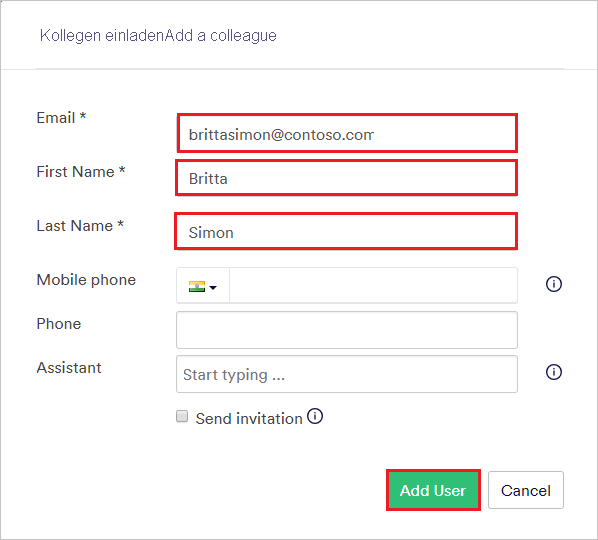 Kollegen einladenAdd a colleague
Email *
brittasimon@contoso.com
First Name *
Britta
Last Name *
Simon
Mobile phone
Phone
Assistant
Start typing ...
Send invitation
Add User
Cancel